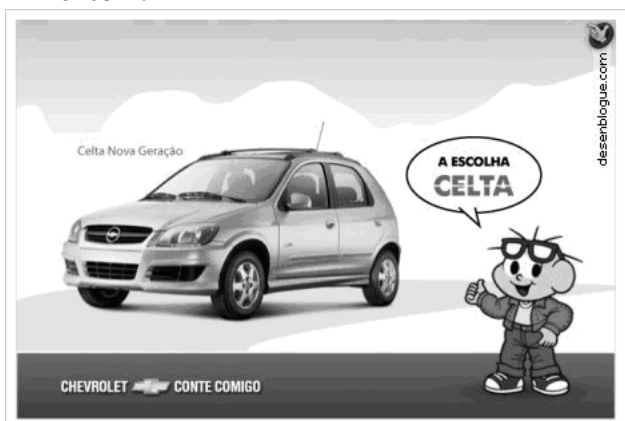 desenblogue.com
Celta Nova Geração
A ESCOLHA
CELTA
CHEVROLET CONTE COMIGO